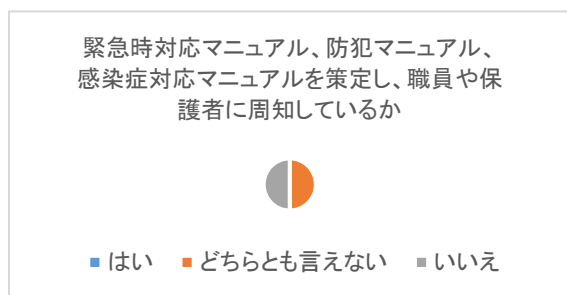 緊急時対応マニュアル、防犯マニュアル、
感染症対応マニュアルを策定し、職員や保
護者に周知しているか
はい どちらとも言えない いいえ